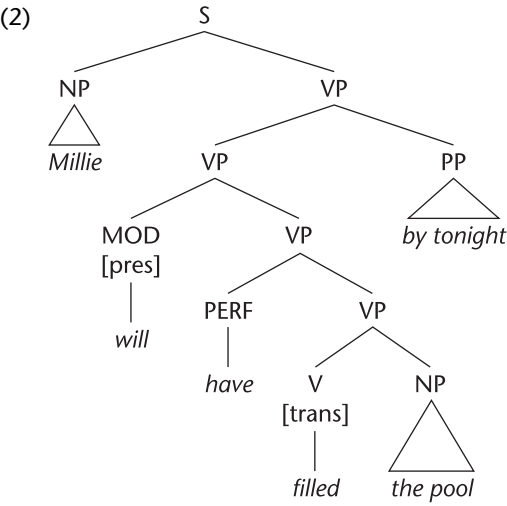 (2)
S
NP
VP
Millie
VP
PP
by tonight
MOD
[pres]
VP
will
PERF
VP
have
V
[trans]
NP
filled
the pool